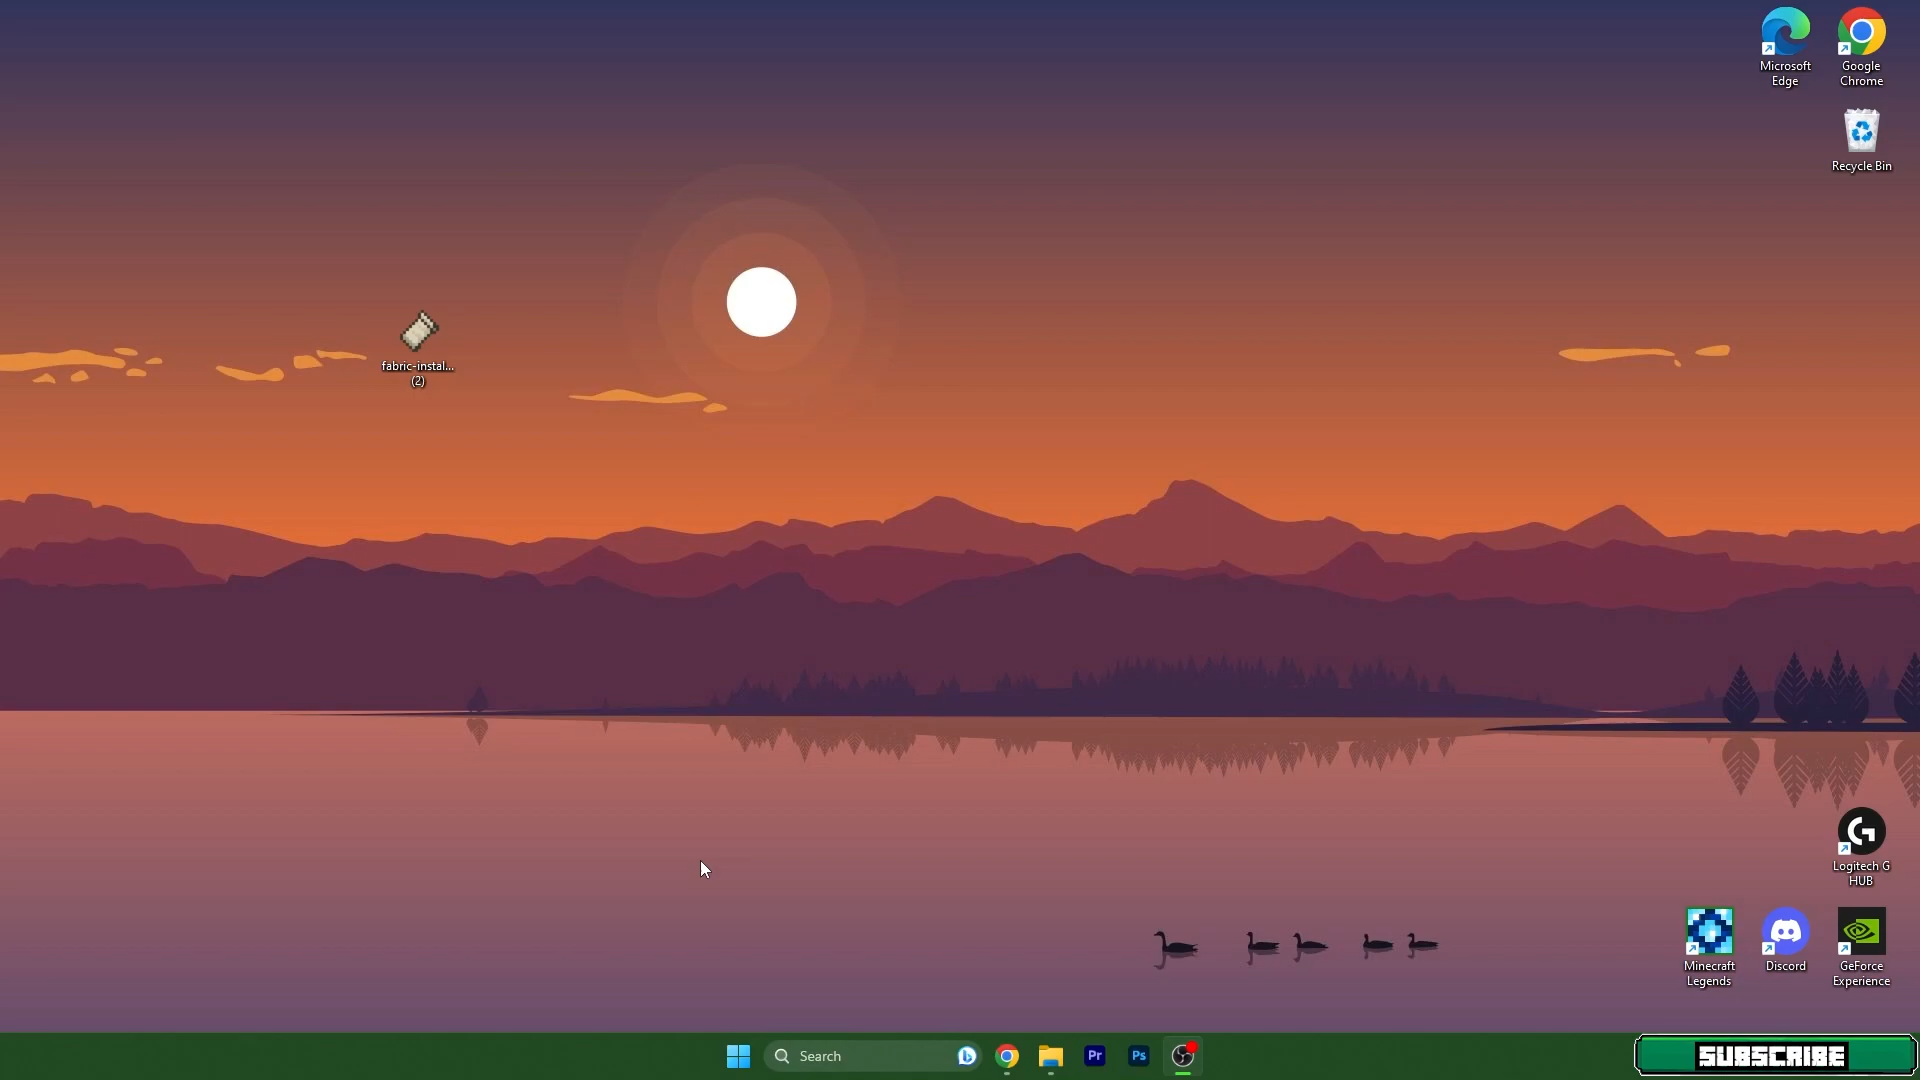 Microsoft
Edge
Google
Chrome
Recycle Bin
fabric-instal...
(2)
Logitech G
HUB
Minecraft
Legends
Discord
GeForce
Experience
Search
Pr
Ps
SUBSCRIBE